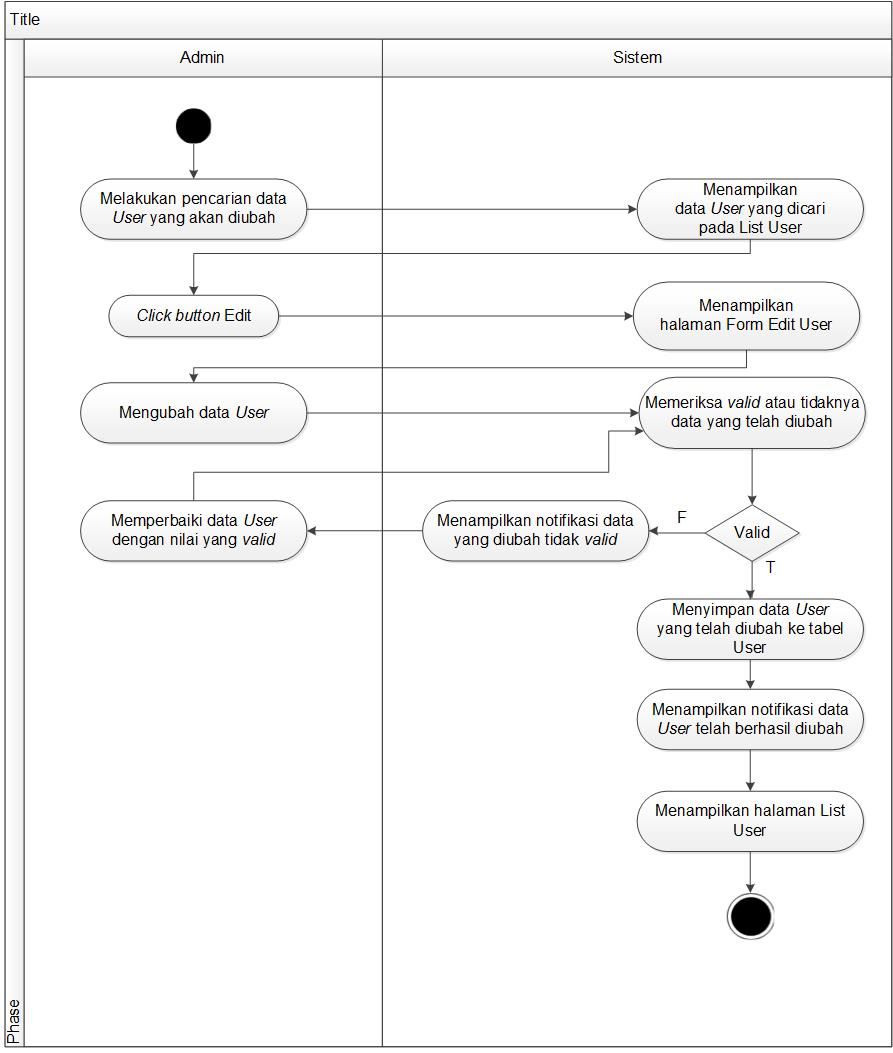 Title
Admin
Sistem
Melakukan pencarian data
User yang akan diubah
Menampilkan
data User yang dicari
pada List User
Click button Edit
Menampilkan
halaman Form Edit User
Mengubah data User
Memeriksa valid atau tidaknya
data yang telah diubah
Memperbaiki data User
dengan nilai yang valid
Menampilkan notifikasi data
yang diubah tidak valid
F
Valid
T
Menyimpan data User
yang telah diubah ke tabel
User
Menampilkan notifikasi data
User telah berhasil diubah
Menampilkan halaman List
User
Phase